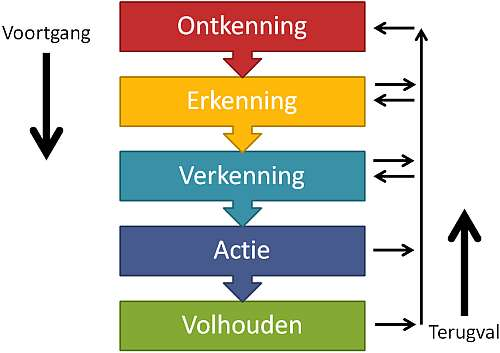 Voortgang
Ontkenning
Erkenning
Verkenning
Actie
Volhouden
Terugval